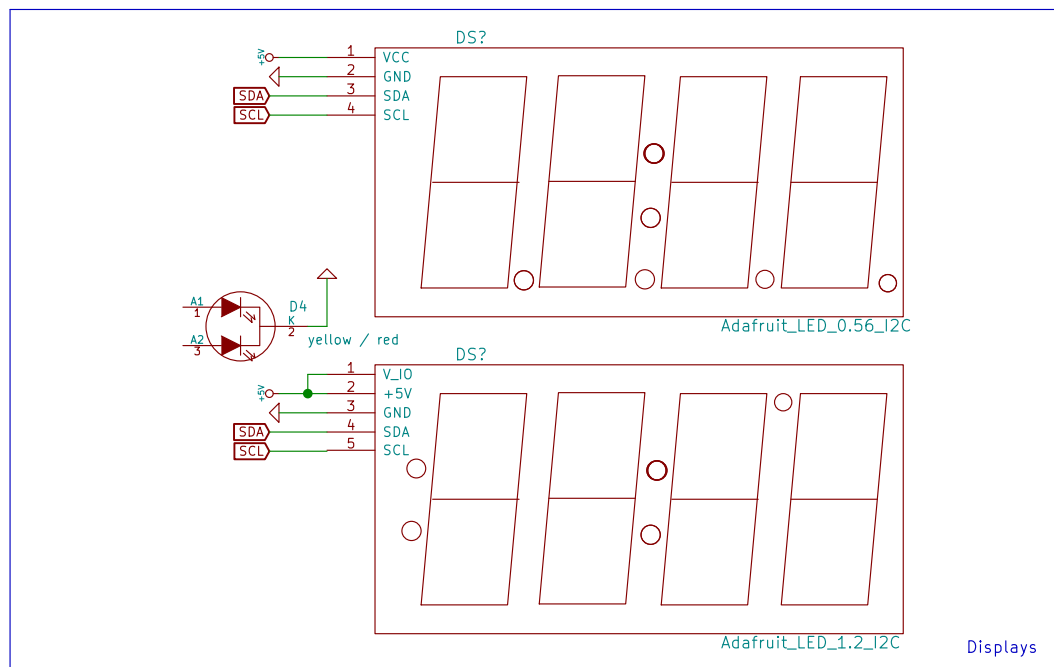 DS?
+5V 1 VCC
2 GND
SDA 3 SDA
SCL 4 SCL
Adafruit_LED_0.56_I2C
A1
1
D4
K
2
A2
3
yellow / red
DS?
1 V_IO
+5V 2 +5V
3 GND
SDA 4 SDA
SCL 5 SCL
Adafruit_LED_1.2_I2C
Displays